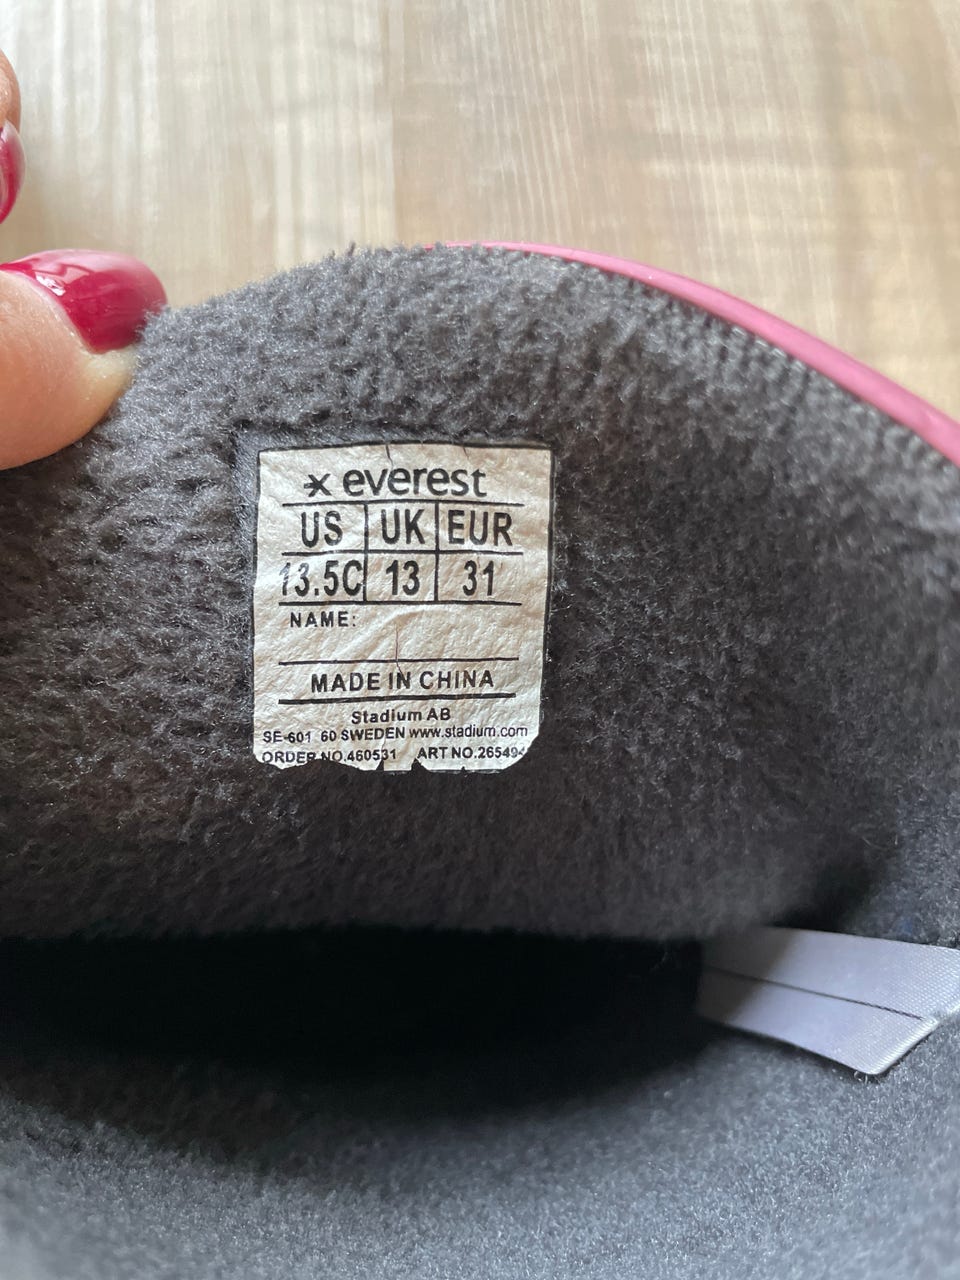 everest
US UK EUR
13.5C 13 31
NAME:
MADE IN CHINA
Stadium AB
SE-601 60 SWEDEN www.stadium.com
ORDER NO.460531 ART NO.265494